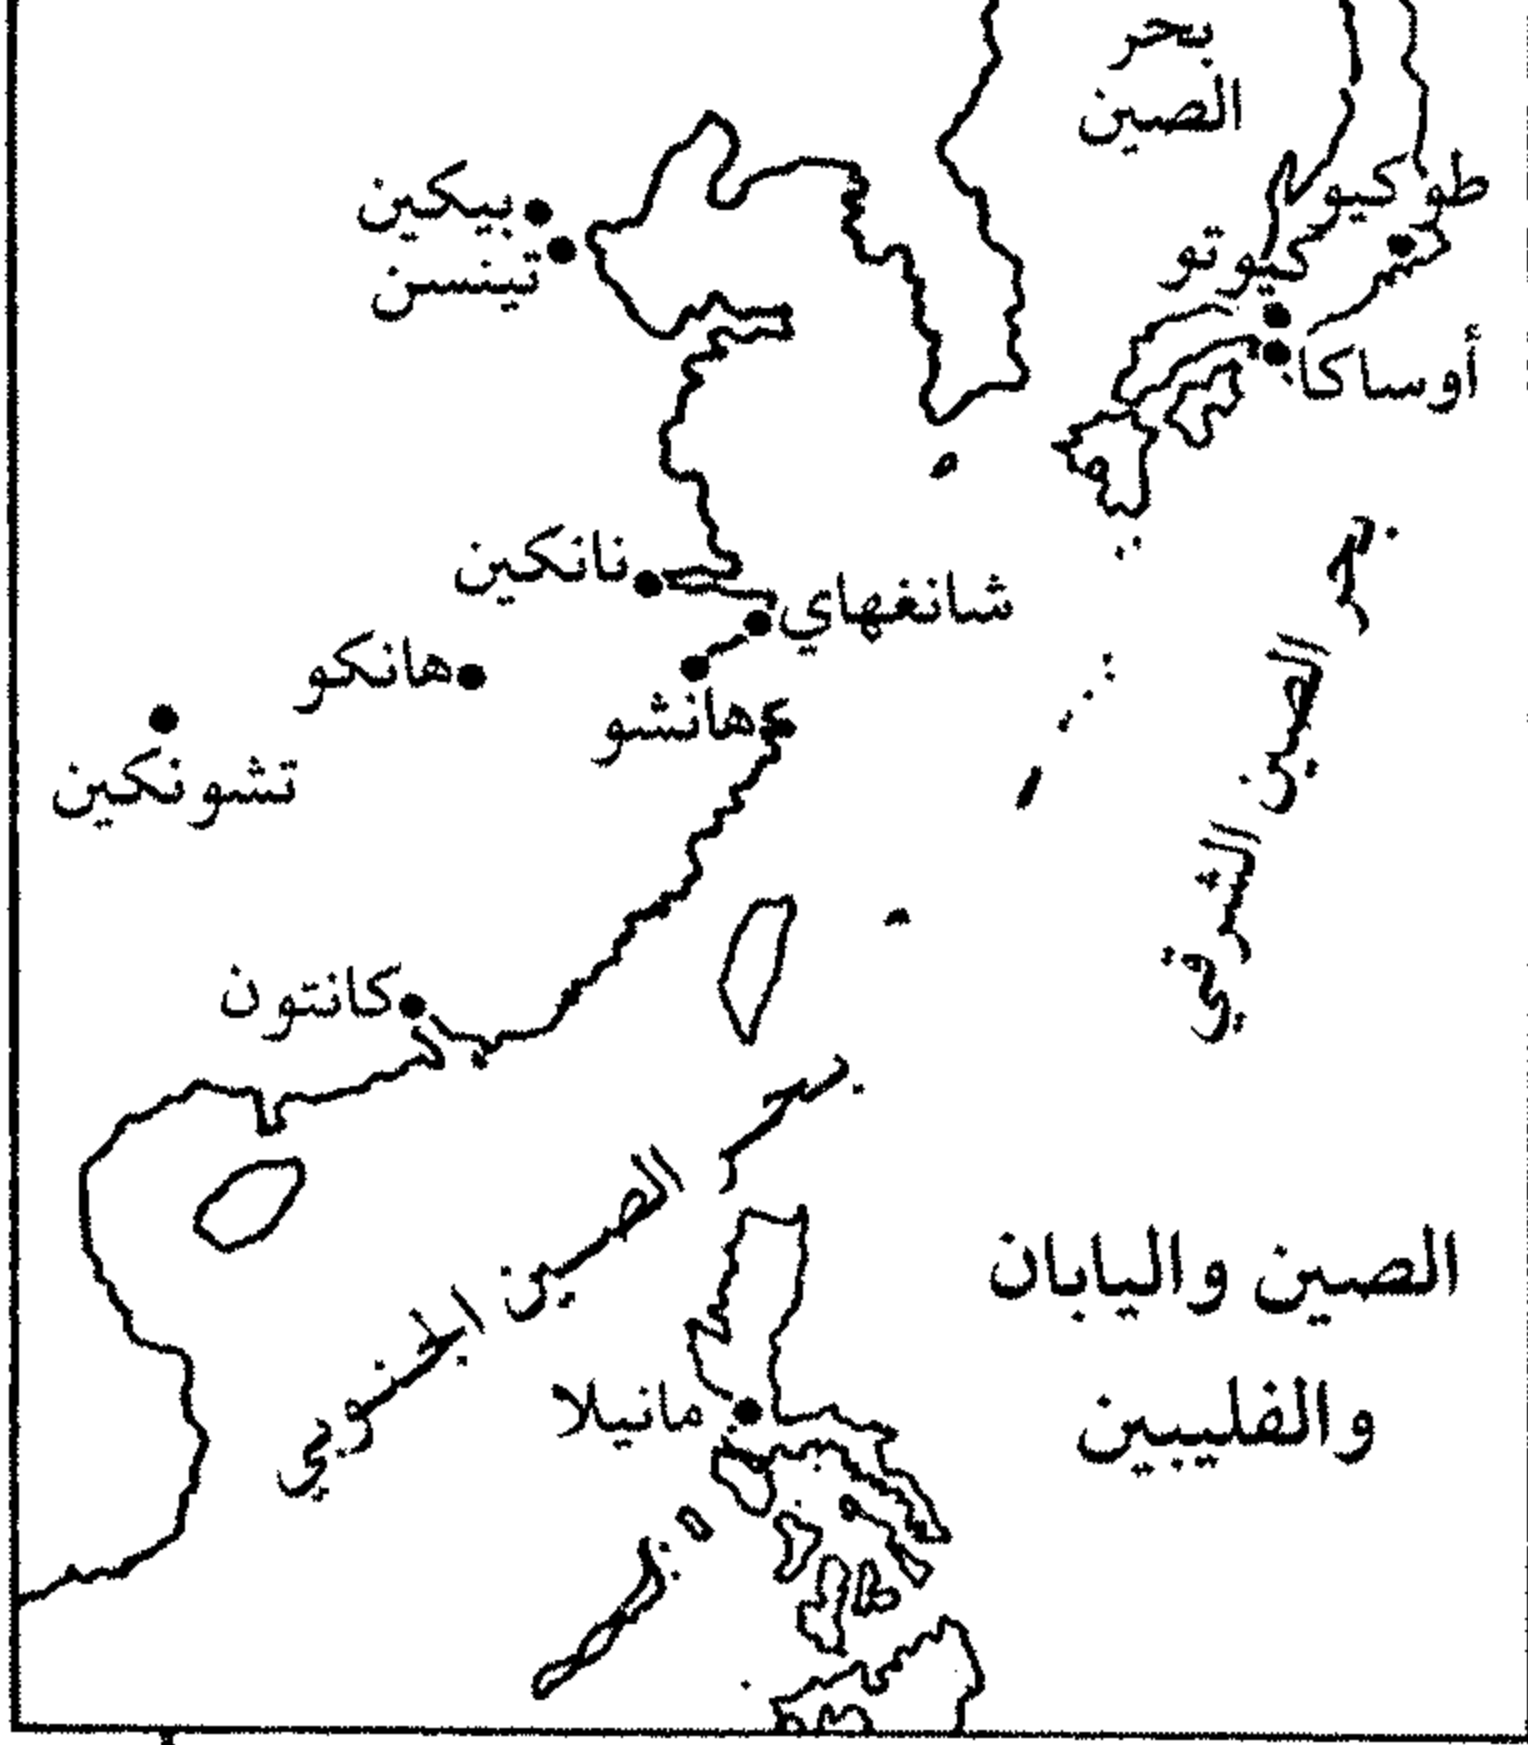 بحر
الصين
طوكيو
كيوتو
أوساكا
بيكين
تينسن
نانكين
شانغهاي
هانكو
هانشو
تشونكين
بحر
الصين
الشرقي
كانتون
بحر
الصين الجنوبي
الصين واليابان
والفليبين
مانيلا